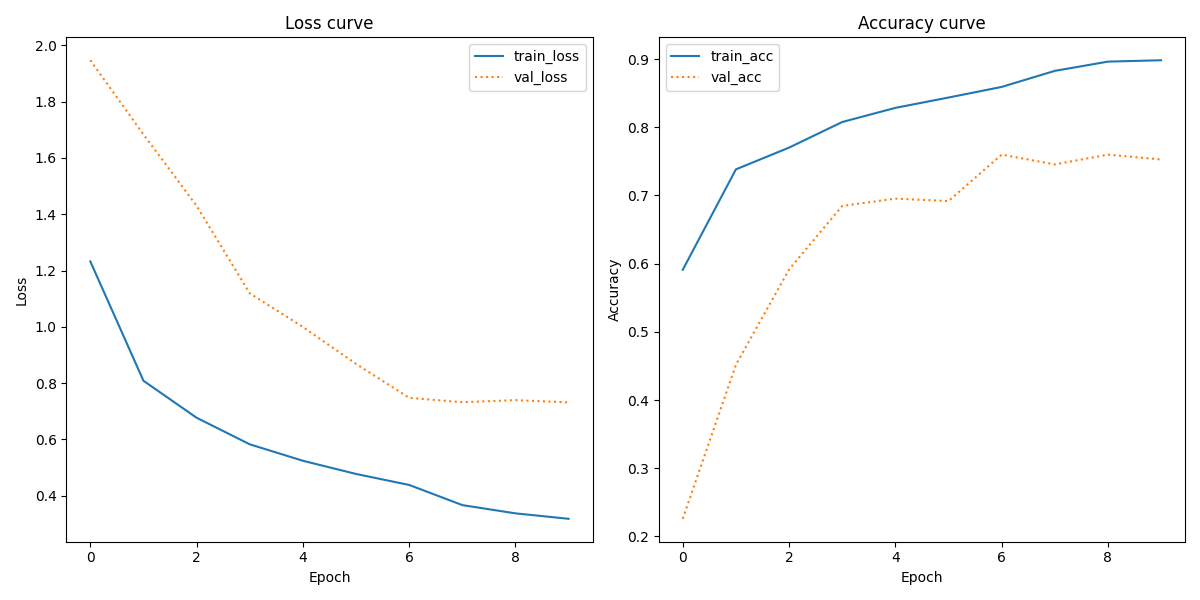 Loss curve
2.0
1.8
1.6
1.4
1.2
1.0
0.8
0.6
0.4
Loss
0 2 4 6 8
Epoch
train_loss
val_loss
Accuracy curve
0.9
0.8
0.7
0.6
0.5
0.4
0.3
0.2
Accuracy
0 2 4 6 8
Epoch
train_acc
val_acc